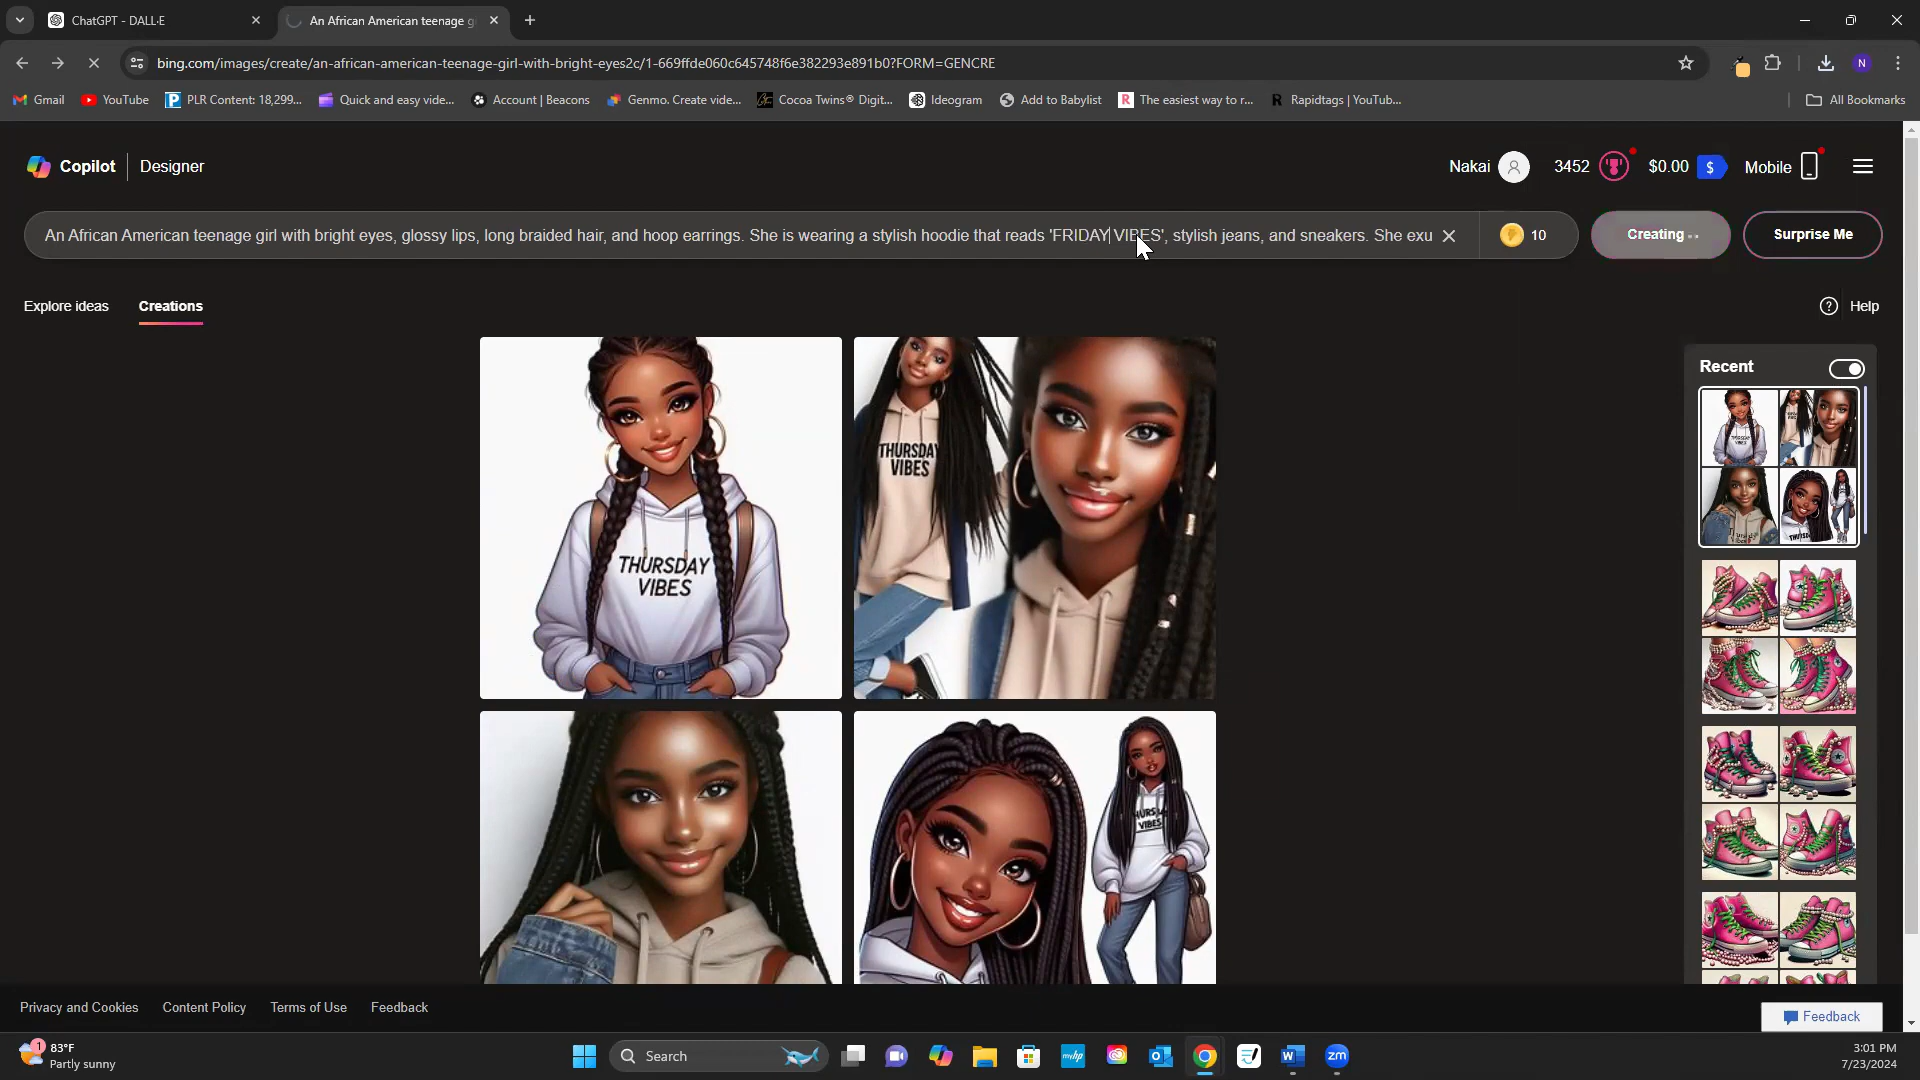 ChatGPT - DALL·E
An African American teenage g
bing.com/images/create/an-african-american-teenage-girl-with-bright-eyes2c/1-669ffde060c645748f6e382293e891b0?FORM=GENCRE
N
Gmail
YouTube
PLR Content: 18,299...
Quick and easy vide...
Account | Beacons
Genmo. Create vide...
Cocoa Twins® Digit...
Ideogram
Add to Babylist
The easiest way to r...
Rapidtags | YouTub...
All Bookmarks
Copilot
Designer
Nakai
3452
$0.00
$
Mobile
An African American teenage girl with bright eyes, glossy lips, long braided hair, and hoop earrings. She is wearing a stylish hoodie that reads 'FRIDAY VIBES', stylish jeans, and sneakers. She exu
10
Creating ..
Surprise Me
Explore ideas
Creations
Help
Recent
THURSDAY
VIBES
THURSDAY
VIBES
VIBES
Privacy and Cookies
Content Policy
Terms of Use
Feedback
Feedback
1
83°F
Partly sunny
Search
myhp
W
zm
3:01 PM
7/23/2024